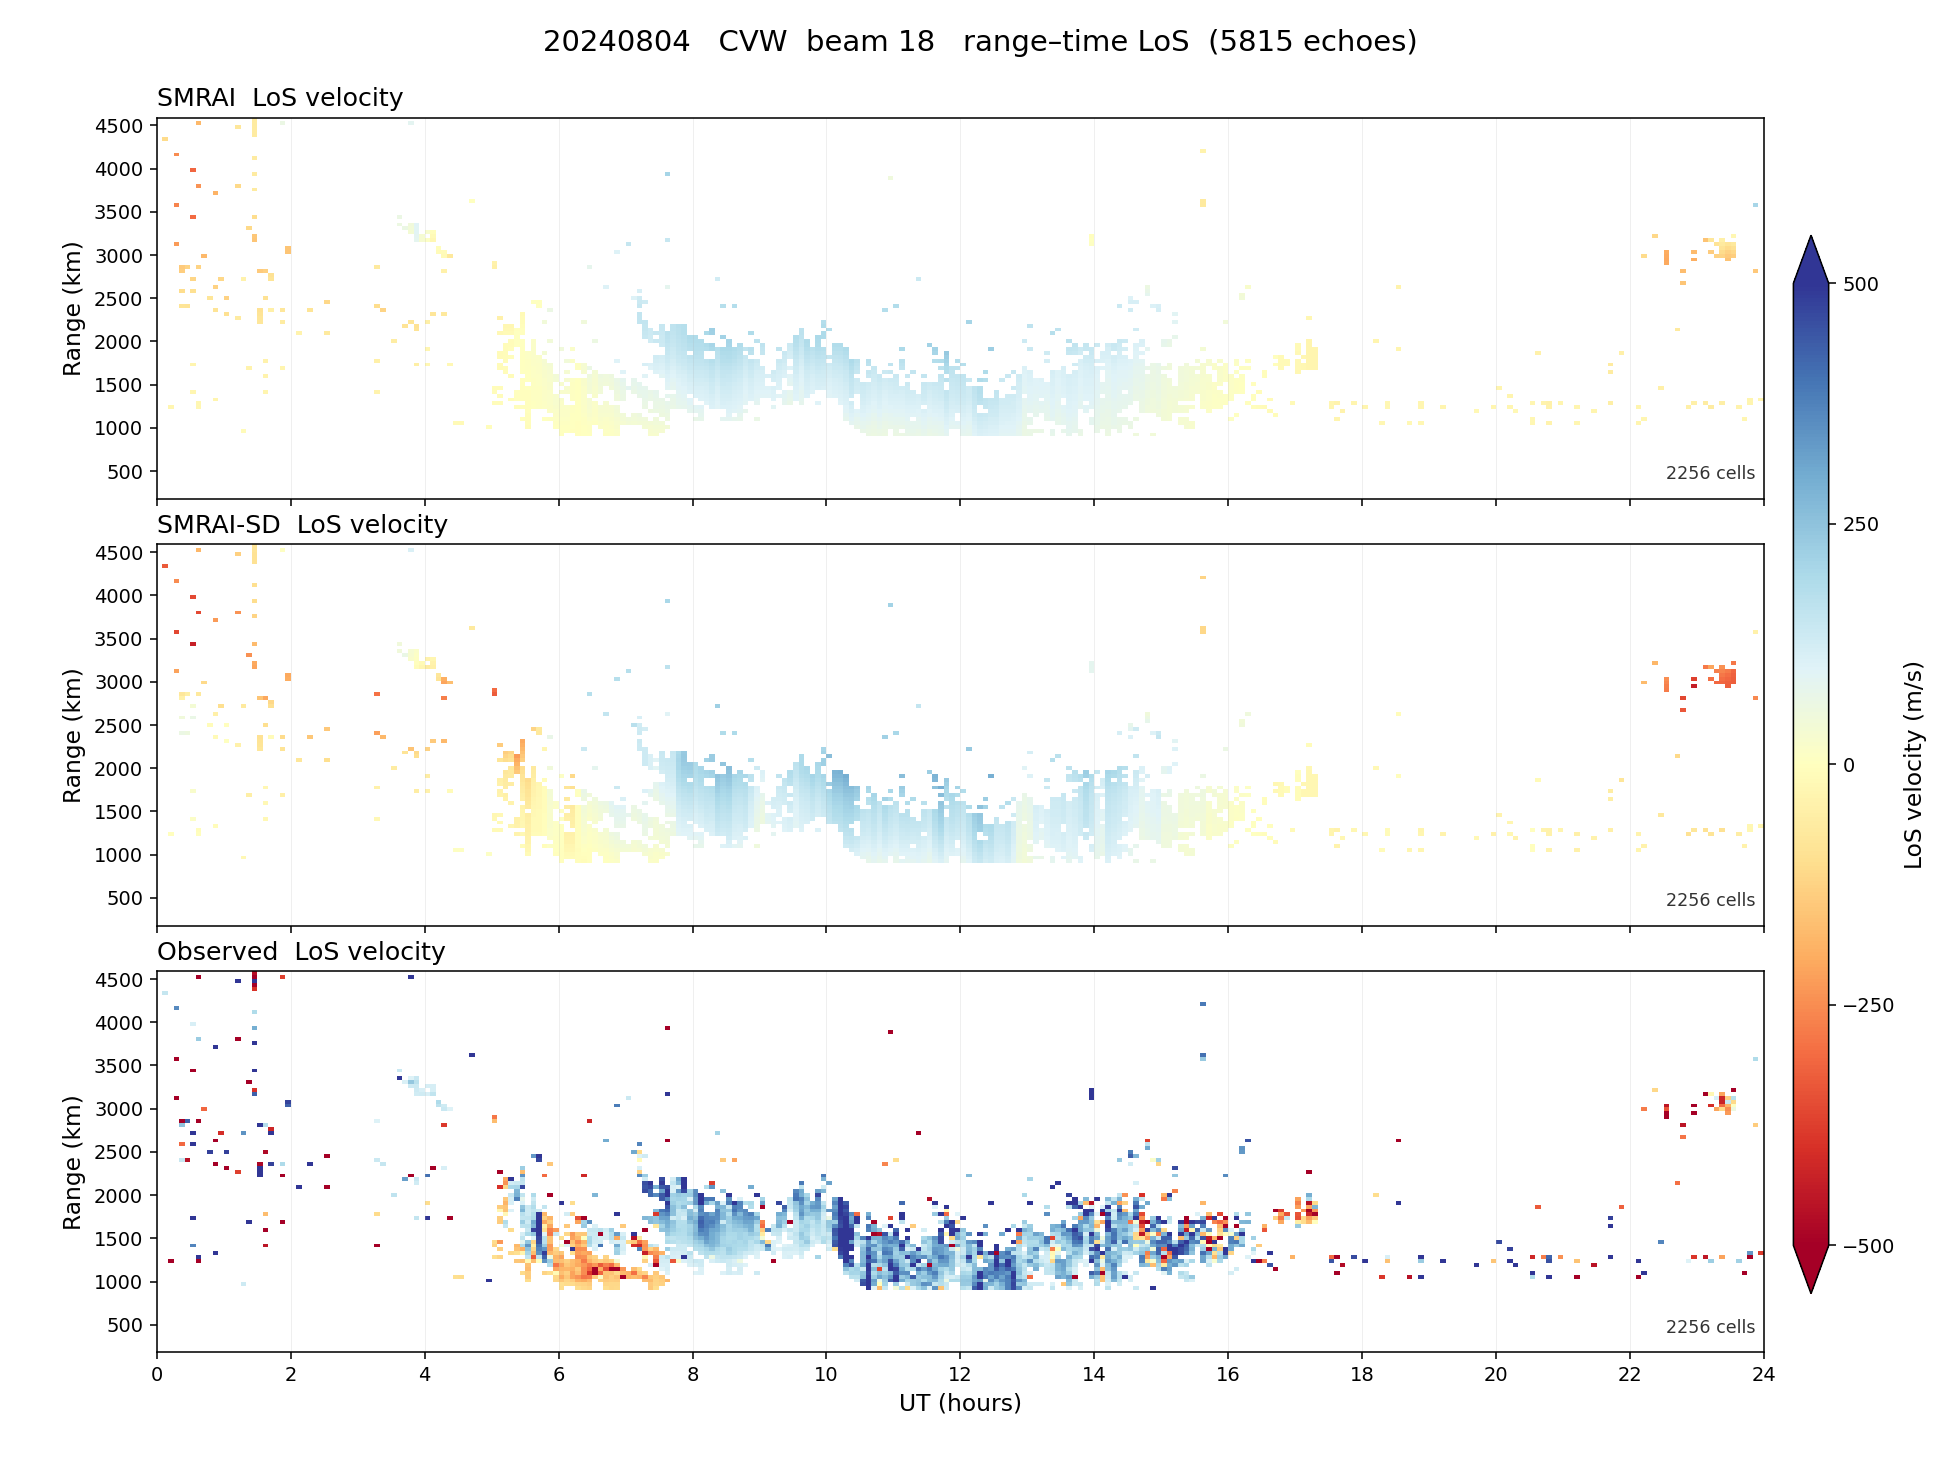 20240804   CVW  beam 18   range–time LoS  (5815 echoes)
SMRAI  LoS velocity
4500
4000
3500
3000
2500
2000
1500
1000
500
Range (km)
2256 cells
SMRAI-SD  LoS velocity
4500
4000
3500
3000
2500
2000
1500
1000
500
Range (km)
2256 cells
Observed  LoS velocity
4500
4000
3500
3000
2500
2000
1500
1000
500
Range (km)
2256 cells
0 2 4 6 8 10 12 14 16 18 20 22 24
UT (hours)
500
250
0
−250
−500
LoS velocity (m/s)